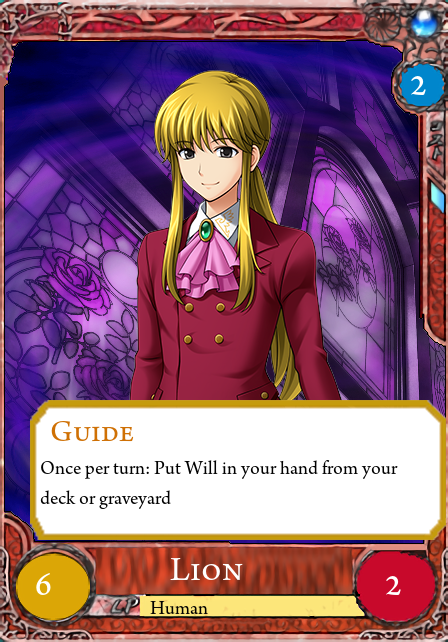 2
GUIDE
Once per turn: Put Will in your hand from your
deck or graveyard
LION
6
2
LP
Human